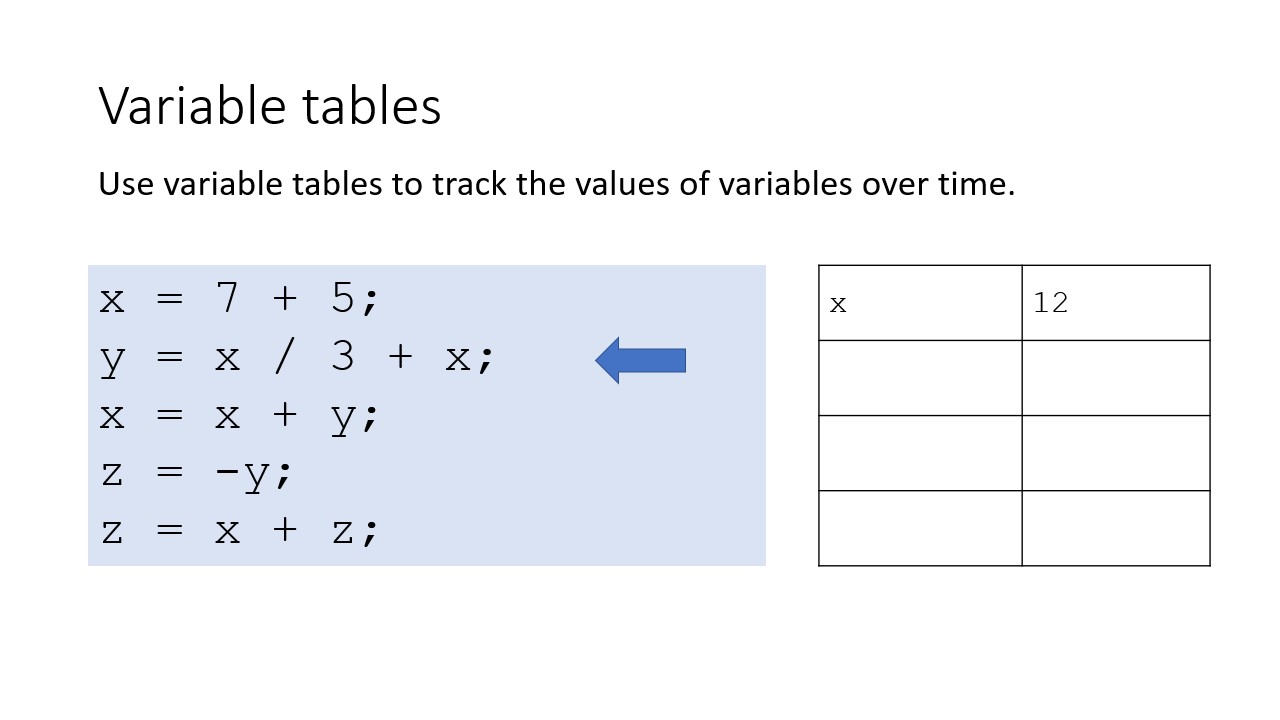 Variable tables
Use variable tables to track the values of variables over time.
x = 7 + 5;
y = x / 3 + x;
x = x + y;
z = -y;
z = x + z;
x 12